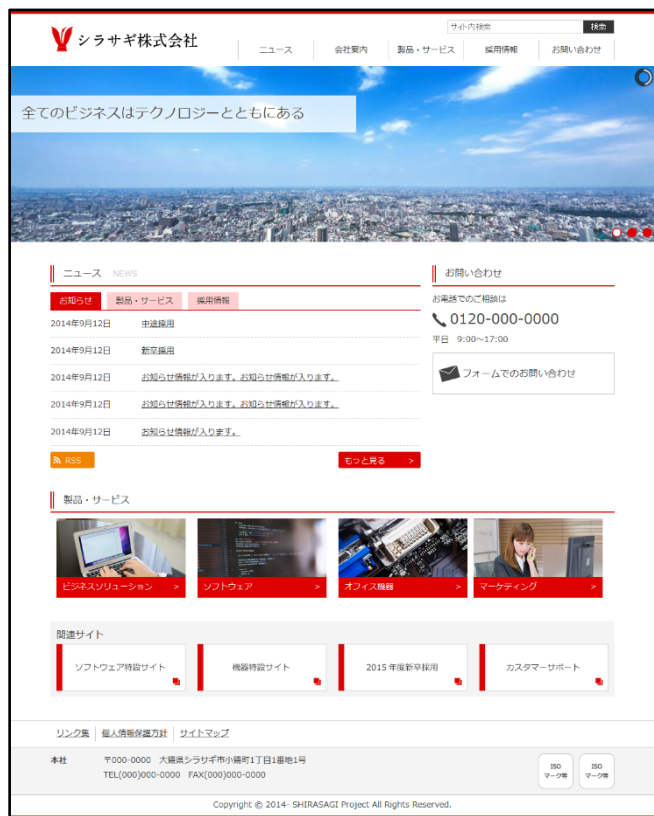 シラサギ株式会社
サイト内検索 検索
ニュース 会社案内 製品・サービス 採用情報 お問い合わせ
全てのビジネスはテクノロジーとともにある
ニュース NEWS
お知らせ 製品・サービス 採用情報
2014年9月12日 中途採用
2014年9月12日 新卒採用
2014年9月12日 お知らせ情報が入ります。お知らせ情報が入ります。
2014年9月12日 お知らせ情報が入ります。お知らせ情報が入ります。
2014年9月12日 お知らせ情報が入ります。
RSS もっと見る >
お問い合わせ
お電話でのご相談は
0120-000-0000
平日 9:00～17:00
フォームでのお問い合わせ
製品・サービス
ビジネスソリューション > ソフトウェア > オフィス機器 > マーケティング >
関連サイト
ソフトウェア特設サイト 機器特設サイト 2015 年度新卒採用 カスタマーサポート
リンク集 個人情報保護方針 サイトマップ
本社 〒000-0000 大鷺県シラサギ市小鷺町1丁目1番地1号
TEL(000)000-0000 FAX(000)000-0000
ISO ISO
マーク等 マーク等
Copyright © 2014- SHIRASAGI Project All Rights Reserved.